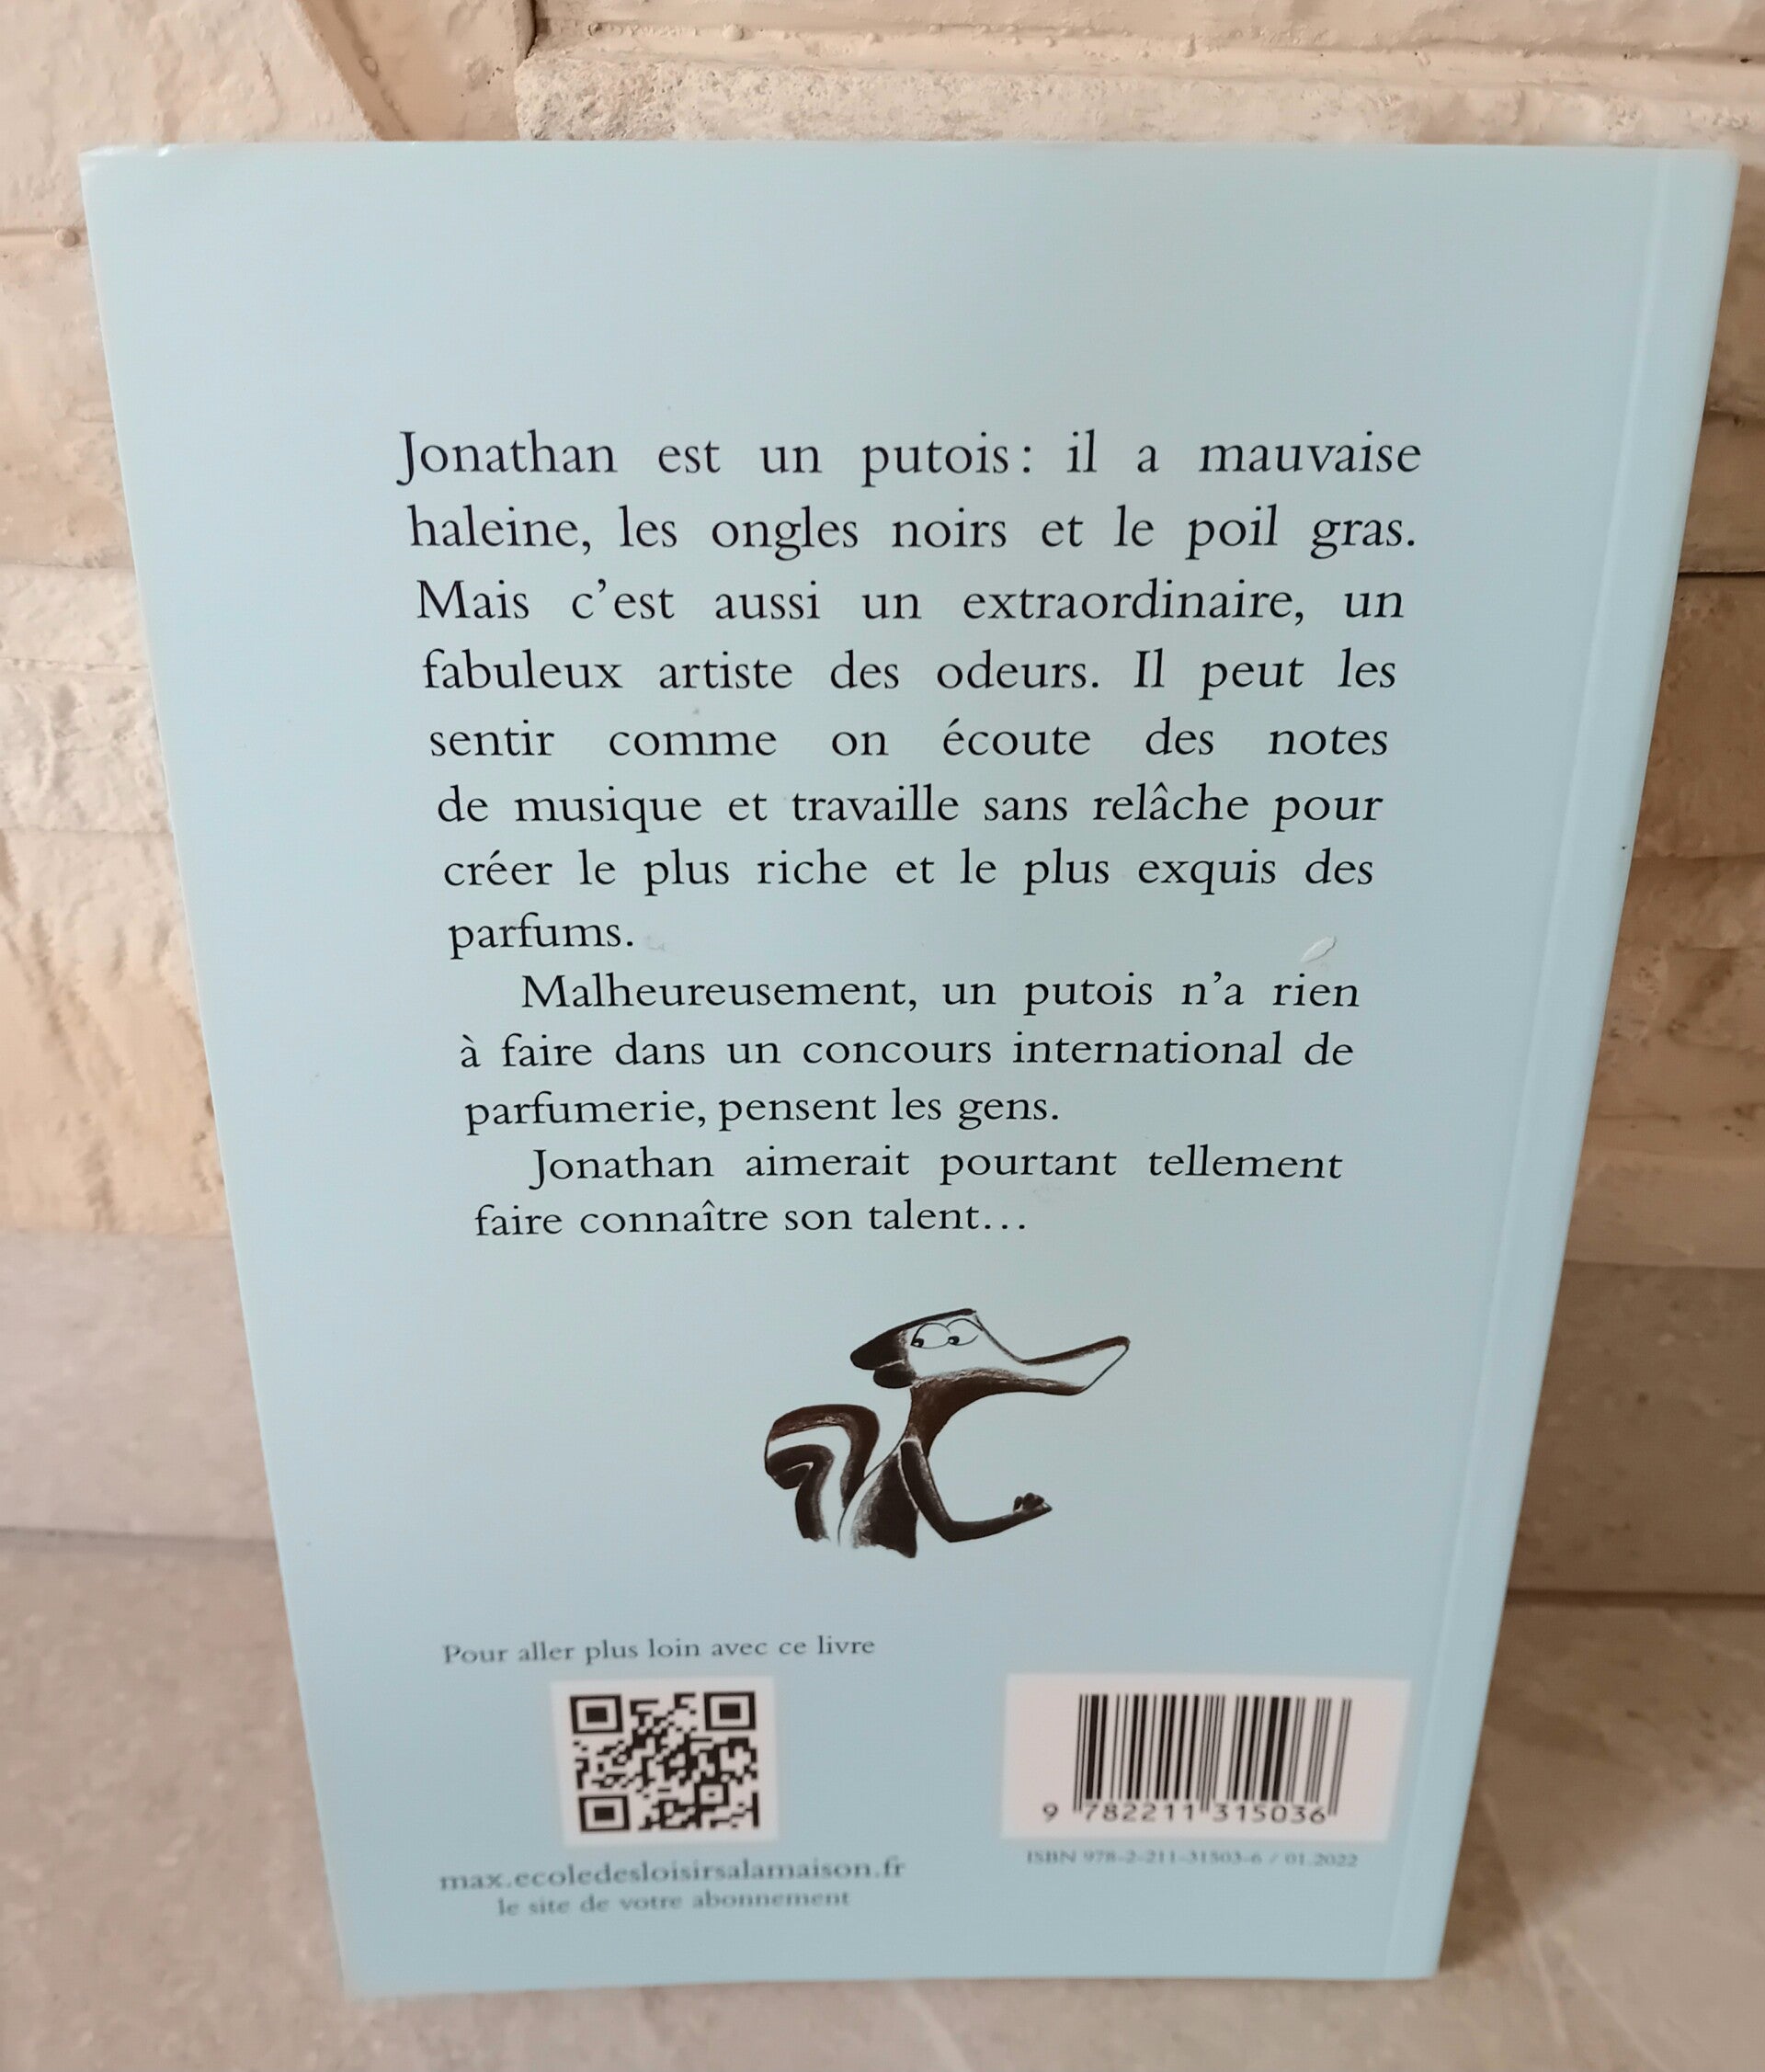 Jonathan est un putois : il a mauvaise
haleine, les ongles noirs et le poil gras.
Mais c'est aussi un extraordinaire, un
fabuleux artiste des odeurs. Il peut les
sentir comme on écoute des notes
de musique et travaille sans relâche pour
créer le plus riche et le plus exquis des
parfums.
Malheureusement, un putois n'a rien
à faire dans un concours international de
parfumerie, pensent les gens.
Jonathan aimerait pourtant tellement
faire connaître son talent…
Pour aller plus loin avec ce livre
max.ecoledesloisirsalamaison.fr
le site de votre abonnement
9 782211 315036
ISBN 978-2-211-31503-6 / 01.2022